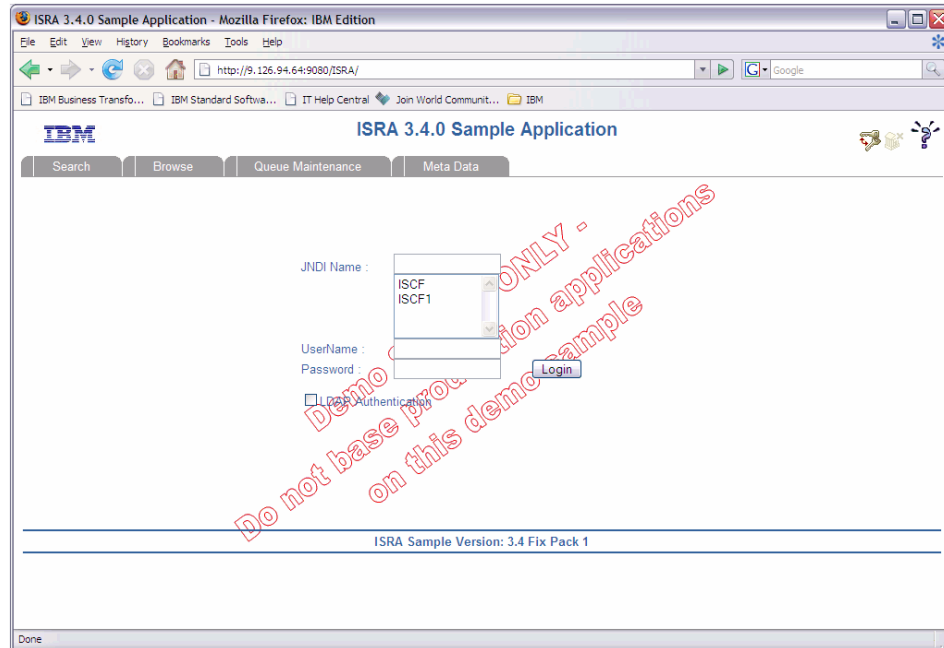 ISRA 3.4.0 Sample Application - Mozilla Firefox: IBM Edition
File Edit View History Bookmarks Tools Help
http://9.126.94.64:9080/ISRA/
G Google
IBM Business Transfo... IBM Standard Softwa... IT Help Central Join World Communit... IBM
IBM
ISRA 3.4.0 Sample Application
Search Browse Queue Maintenance Meta Data
JNDI Name :
ISCF
ISCF1
UserName :
Password :
Login
LDAP Authentication
Demo ONLY -
Do not base production applications
on this demo sample
ISRA Sample Version: 3.4 Fix Pack 1
Done